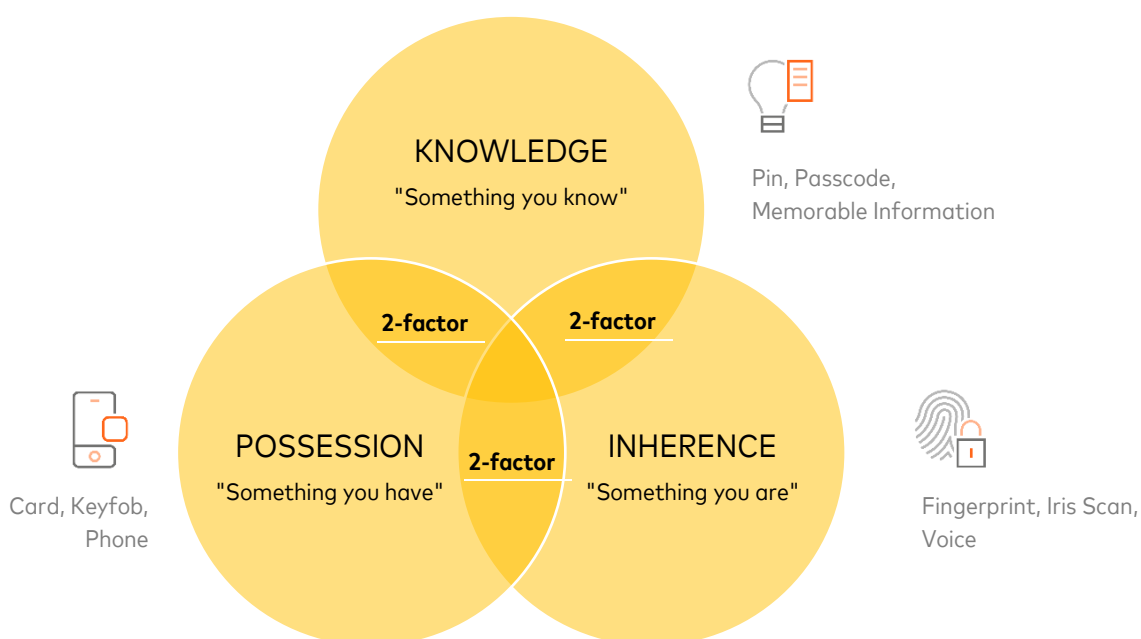 KNOWLEDGE
"Something you know"
Pin, Passcode,
Memorable Information
2-factor
2-factor
POSSESSION
"Something you have"
2-factor
INHERENCE
"Something you are"
Card, Keyfob,
Phone
Fingerprint, Iris Scan,
Voice